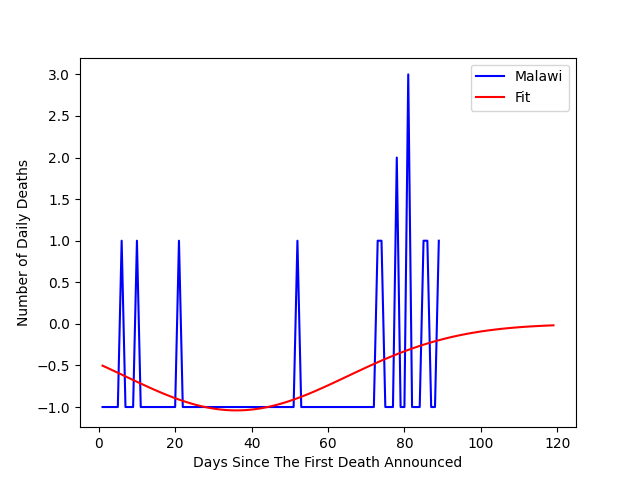 Malawi
Fit
Number of Daily Deaths
3.0
2.5
2.0
1.5
1.0
0.5
0.0
−0.5
−1.0
0 20 40 60 80 100 120
Days Since The First Death Announced